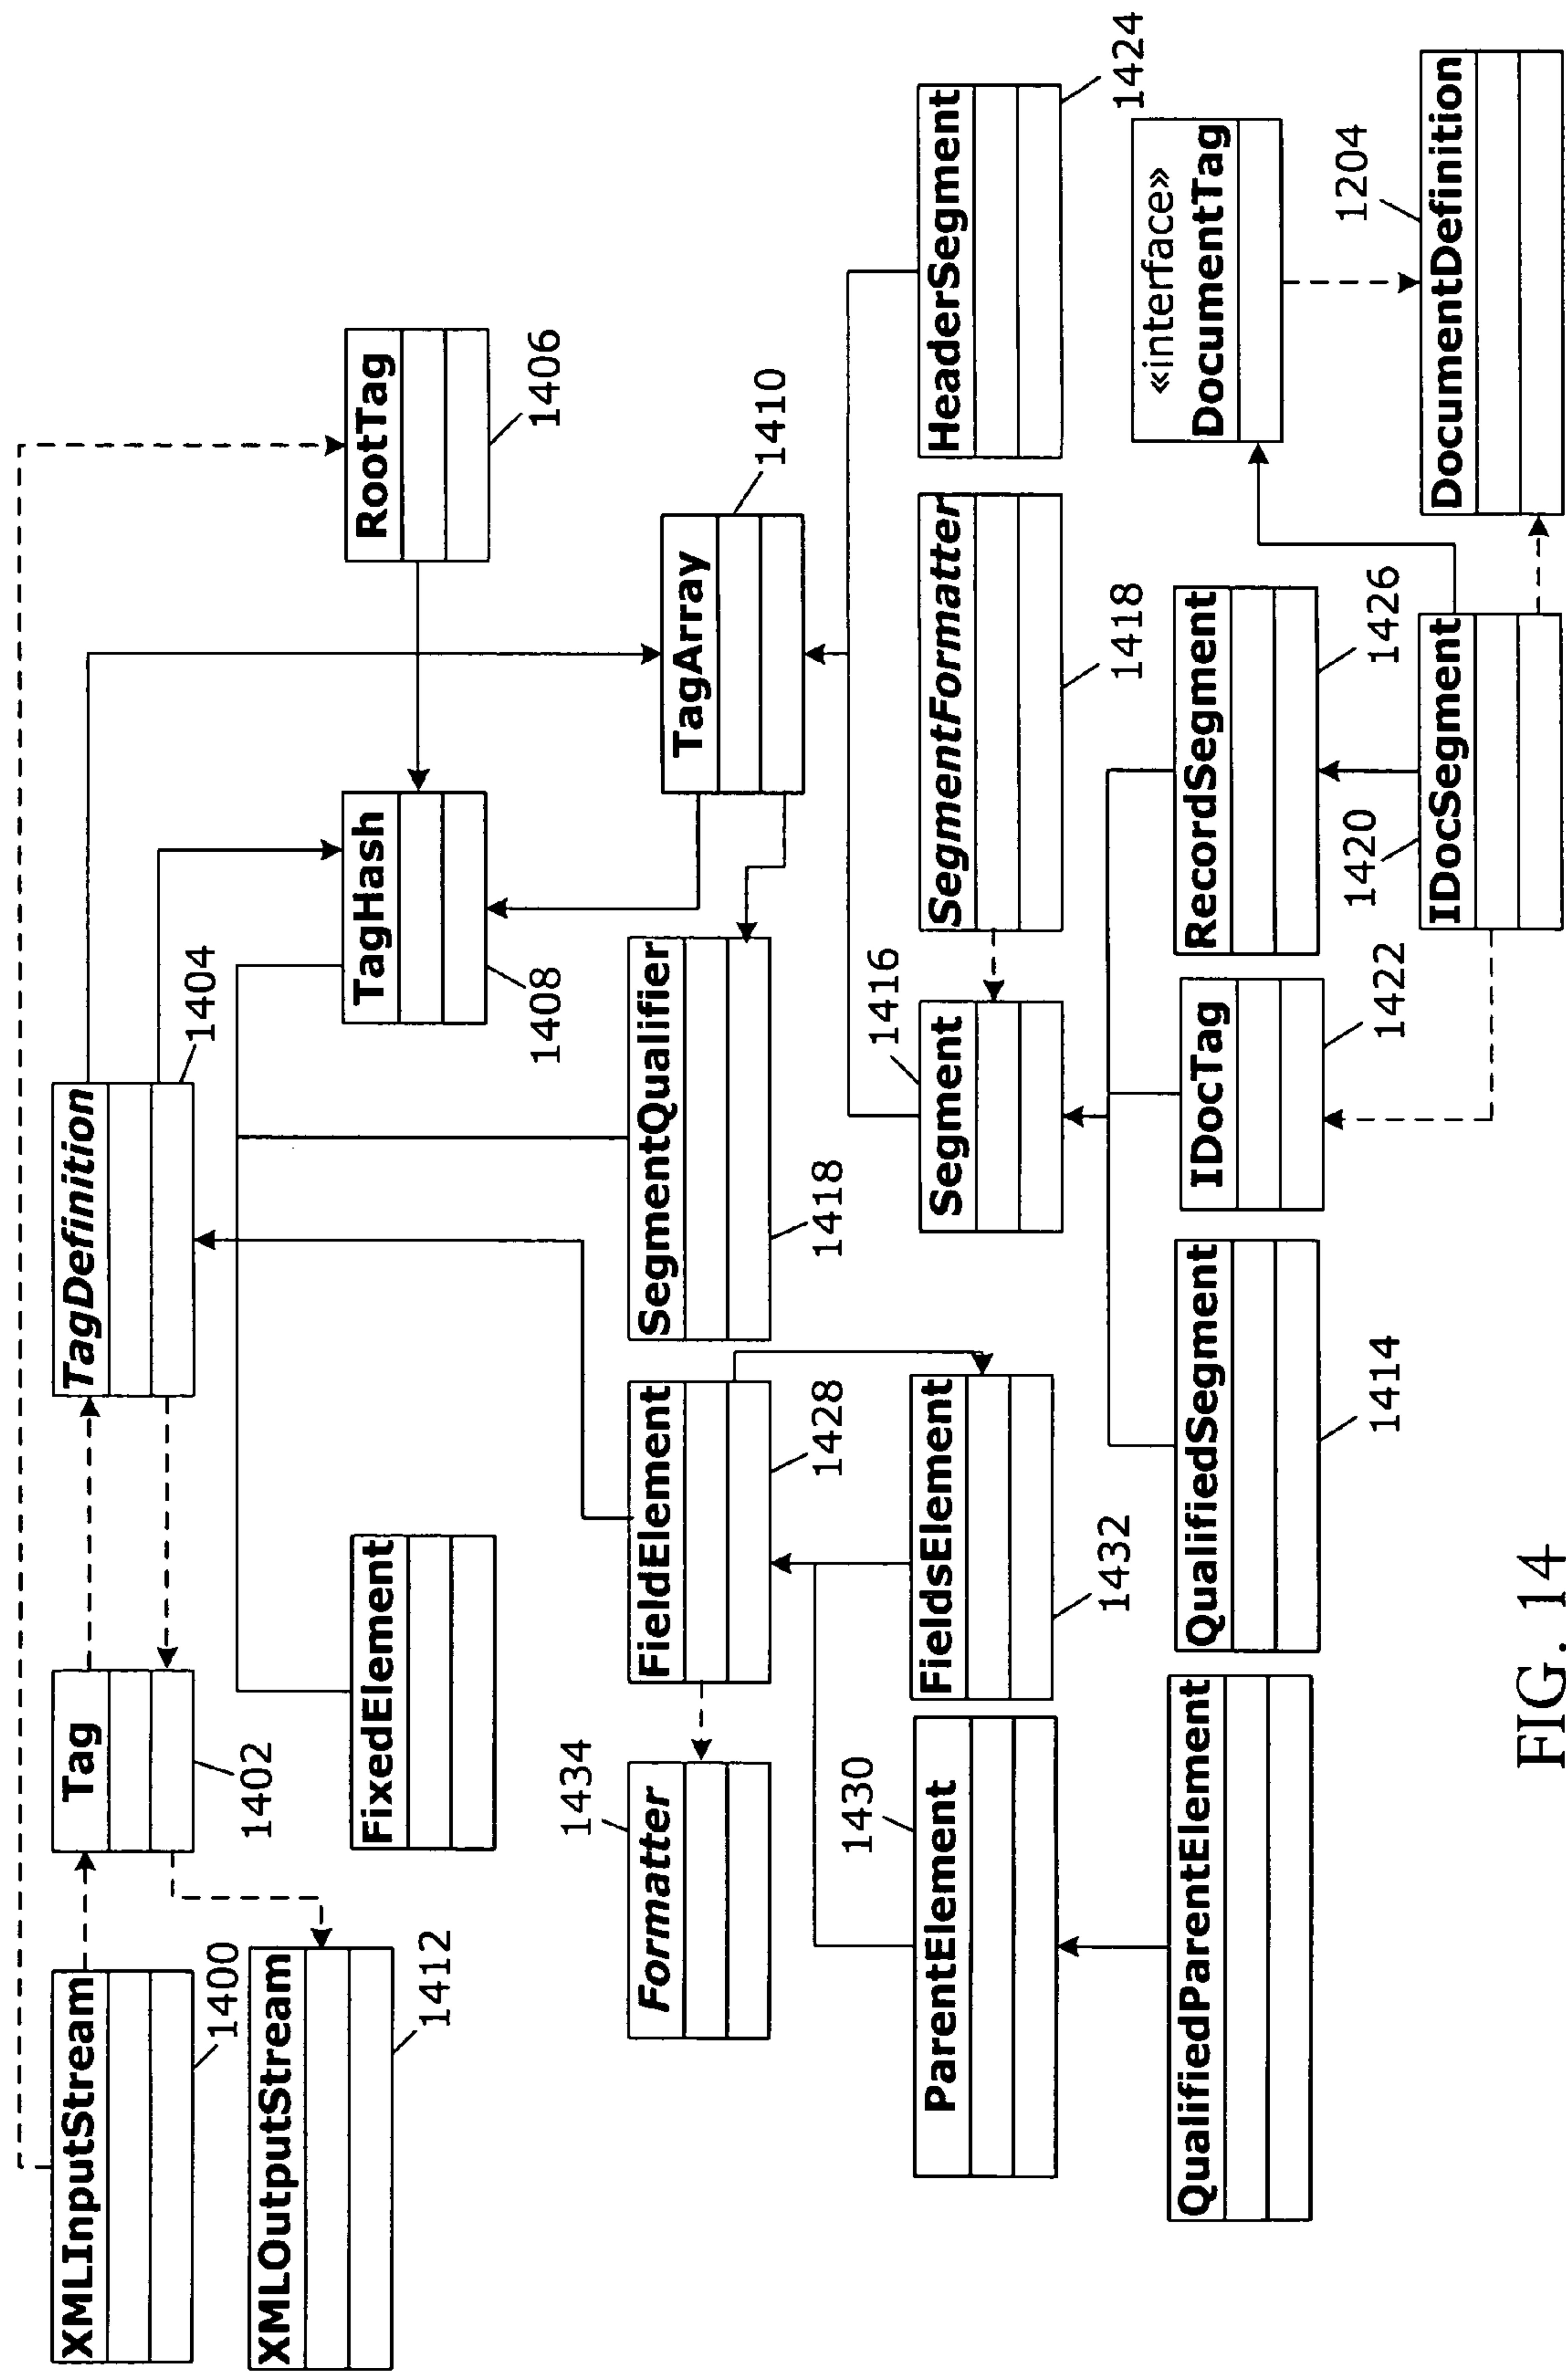 XMLInputStream
1400
Tag
1402
TagDefinition
1404
XMLOutputStream
1412
FixedElement
TagHash
1408
RootTag
1406
Formatter
1434
FieldElement
1428
SegmentQualifier
1418
TagArray
1410
ParentElement
1430
FieldsElement
1432
Segment
1416
SegmentFormatter
1418
HeaderSegment
1424
QualifiedParentElement
QualifiedSegment
1414
IDocTag
1422
RecordSegment
1426
«interface»
DocumentTag
IDocSegment
1420
DocumentDefinition
1204
FIG. 14